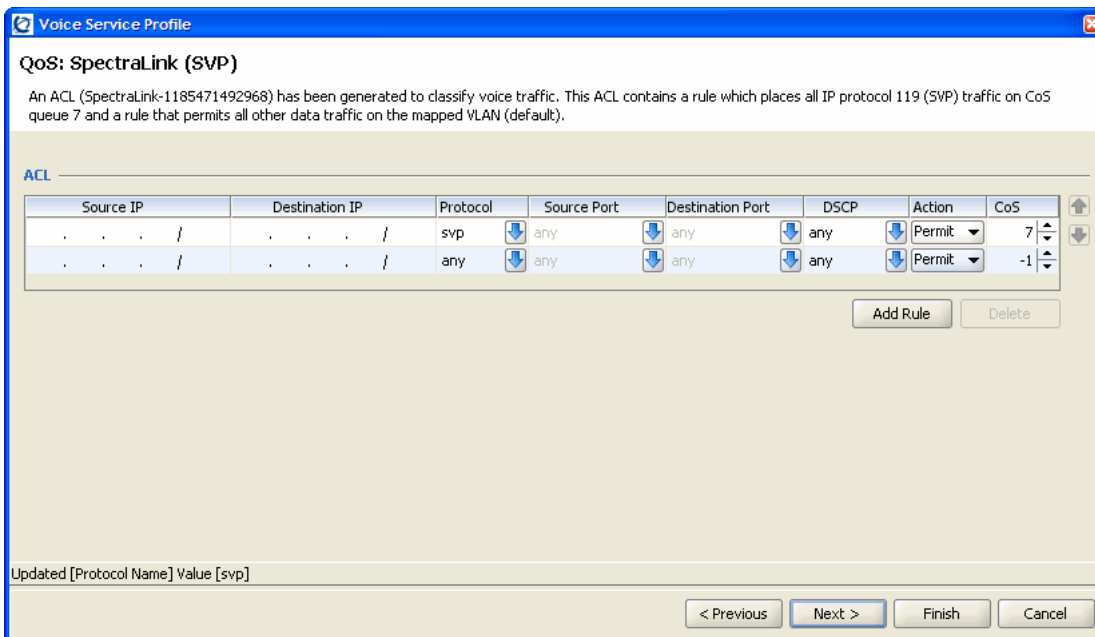 Voice Service Profile
QoS: SpectraLink (SVP)
An ACL (SpectraLink-1185471492968) has been generated to classify voice traffic. This ACL contains a rule which places all IP protocol 119 (SVP) traffic on CoS
queue 7 and a rule that permits all other data traffic on the mapped VLAN (default).
ACL
Source IP Destination IP Protocol Source Port Destination Port DSCP Action CoS
. . . / . . . / svp any any any Permit 7
. . . / . . . / any any any any Permit -1
Add Rule Delete
Updated [Protocol Name] Value [svp]
< Previous Next > Finish Cancel